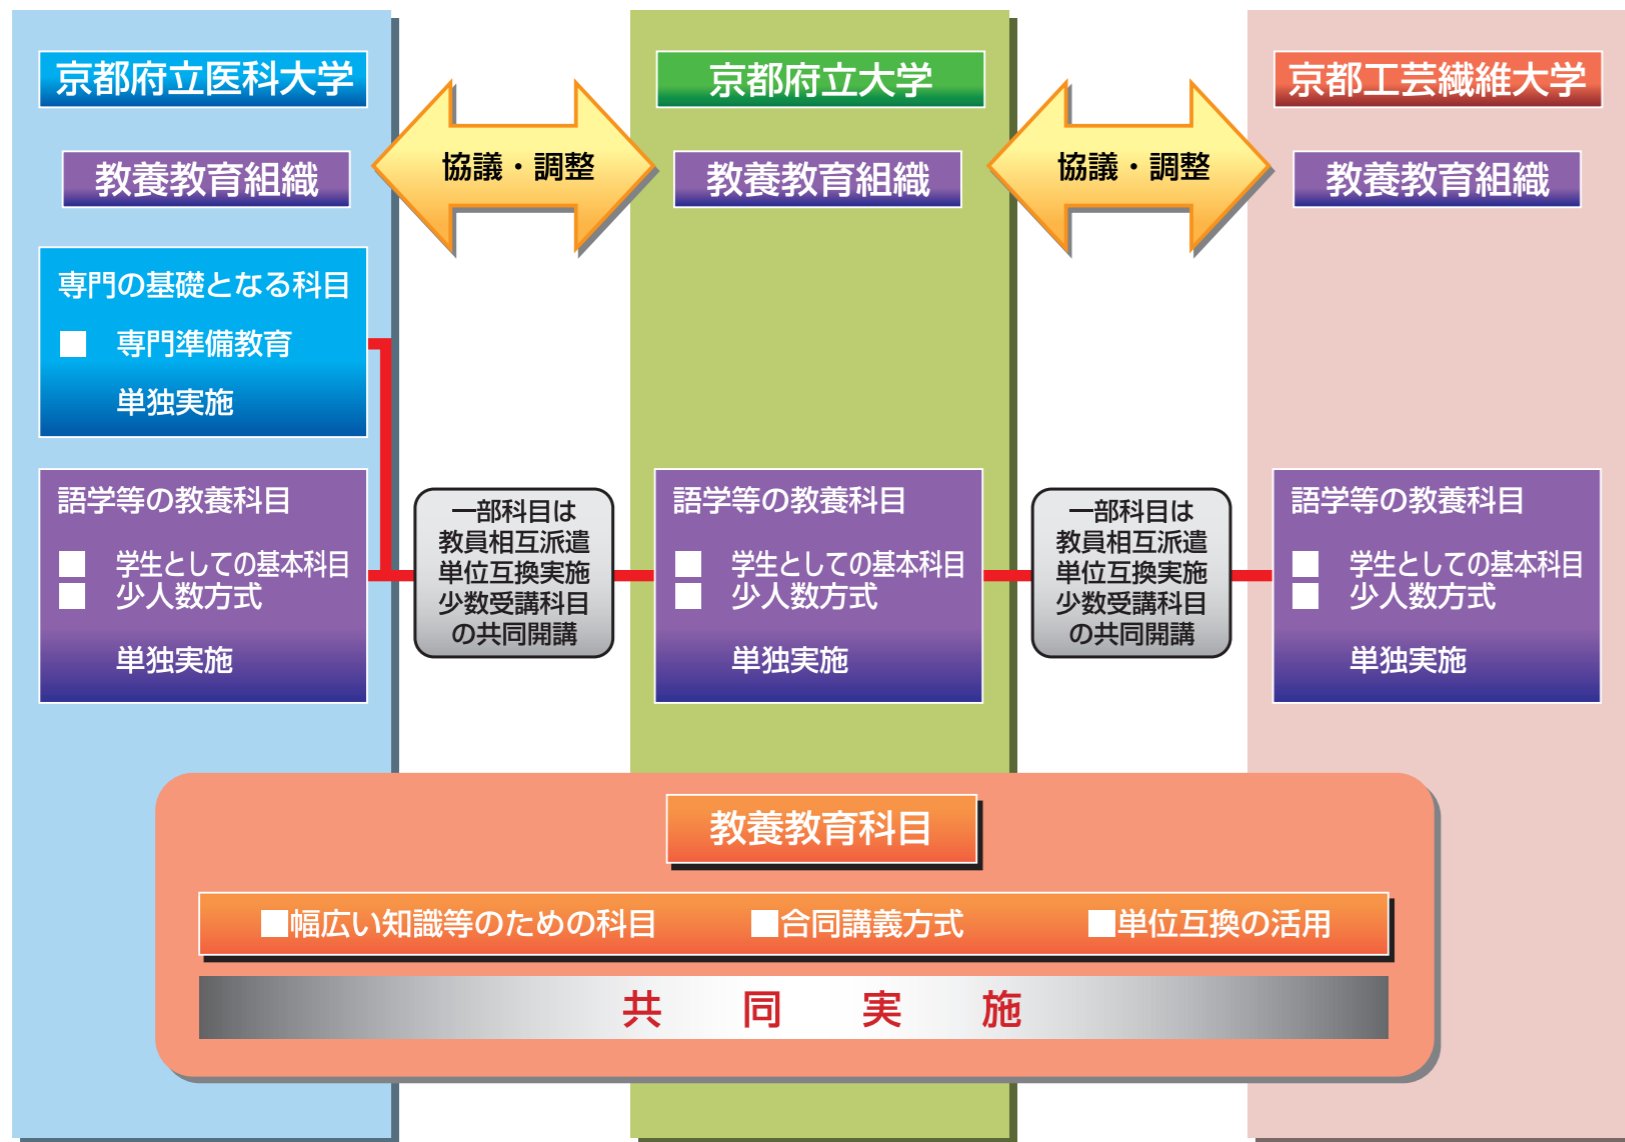 京都府立医科大学
京都府立大学
京都工芸繊維大学
教養教育組織
協議・調整
教養教育組織
協議・調整
教養教育組織
専門の基礎となる科目
■ 専門準備教育
単独実施
語学等の教養科目
■ 学生としての基本科目
■ 少人数方式
単独実施
一部科目は
教員相互派遣
単位互換実施
少数受講科目
の共同開講
語学等の教養科目
■ 学生としての基本科目
■ 少人数方式
単独実施
一部科目は
教員相互派遣
単位互換実施
少数受講科目
の共同開講
語学等の教養科目
■ 学生としての基本科目
■ 少人数方式
単独実施
教養教育科目
■幅広い知識等のための科目 ■合同講義方式 ■単位互換の活用
共同実施